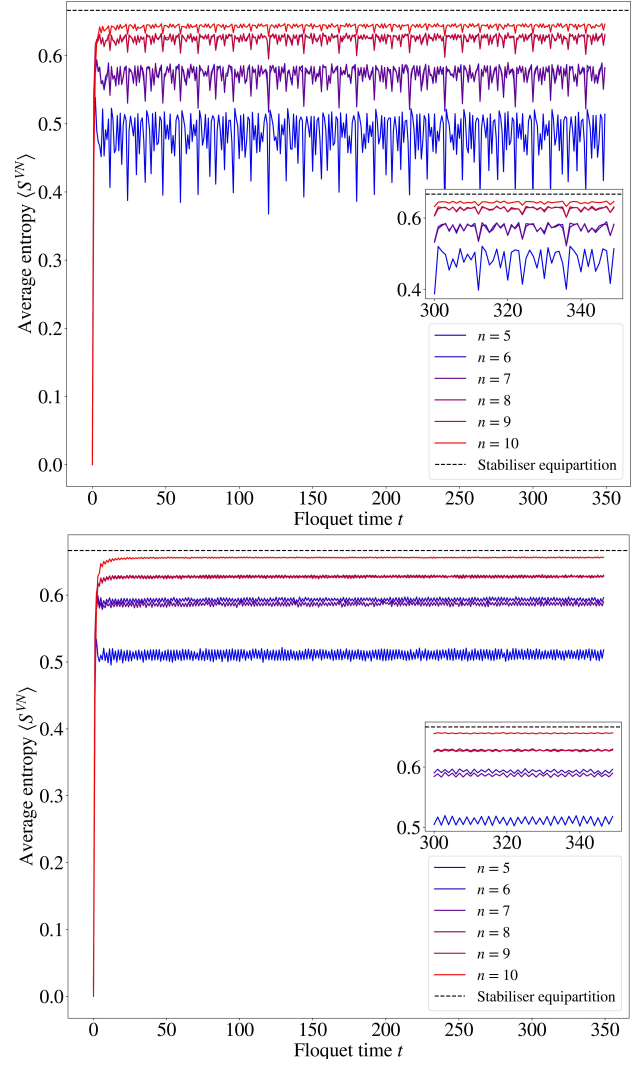 Average entropy ⟨S^{VN}⟩
0.6
0.5
0.4
0.3
0.2
0.1
0.0
0.6
0.4
300 320 340
n = 5
n = 6
n = 7
n = 8
n = 9
n = 10
Stabiliser equipartition
0 50 100 150 200 250 300 350
Floquet time t
Average entropy ⟨S^{VN}⟩
0.6
0.5
0.4
0.3
0.2
0.1
0.0
0.6
0.5
300 320 340
n = 5
n = 6
n = 7
n = 8
n = 9
n = 10
Stabiliser equipartition
0 50 100 150 200 250 300 350
Floquet time t